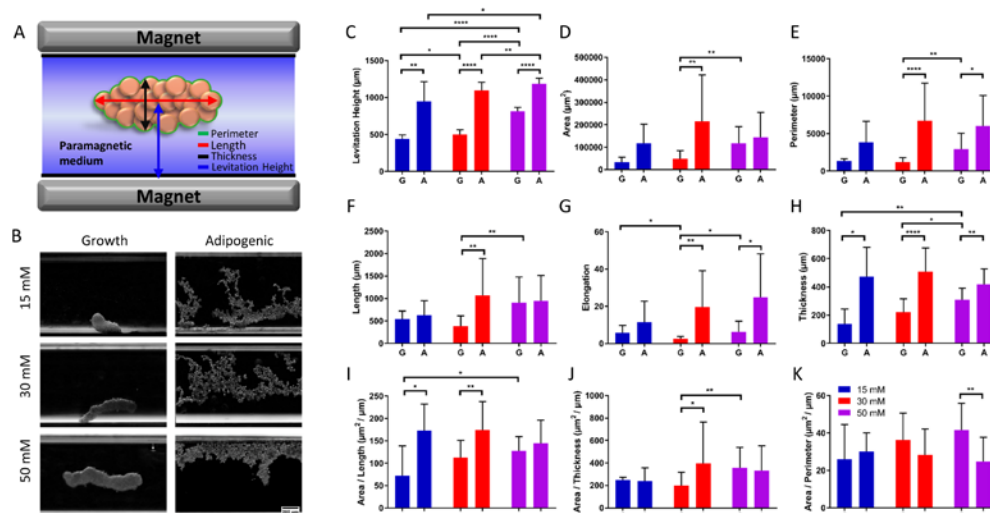 A
Magnet
Paramagnetic
medium
Perimeter
Length
Thickness
Levitation Height
Magnet
B
Growth
Adipogenic
15 mM
30 mM
50 mM
C
Levitation Height (µm)
1500
1000
500
0
G A G A G A
** **** ****
* **** **
**** *
D
Area (µm²)
500000
400000
300000
200000
100000
0
G A G A G A
** **
E
Perimeter (µm)
15000
10000
5000
0
G A G A G A
**** * **
F
Length (µm)
2500
2000
1500
1000
500
0
G A G A G A
** **
G
Elongation
60
40
20
0
G A G A G A
* ** * *
H
Thickness (µm)
800
600
400
200
0
G A G A G A
* **** ** * **
I
Area / Length (µm² / µm)
250
200
150
100
50
0
G A G A G A
* **
J
Area / Thickness (µm² / µm)
1000
800
600
400
200
0
G A G A G A
* **
K
Area / Perimeter (µm² / µm)
60
40
20
0
G A G A G A
15 mM
30 mM
50 mM
**